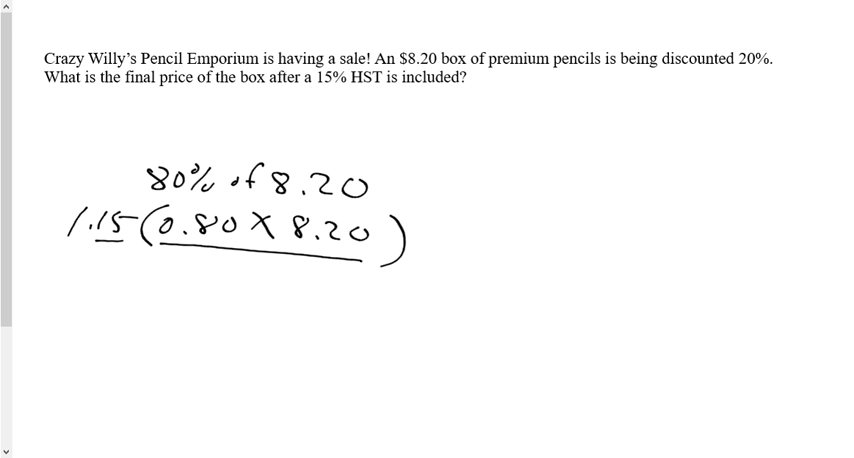 Crazy Willy’s Pencil Emporium is having a sale! An $8.20 box of premium pencils is being discounted 20%.
What is the final price of the box after a 15% HST is included?
80% of 8.20
1.15(0.80 X 8.20)